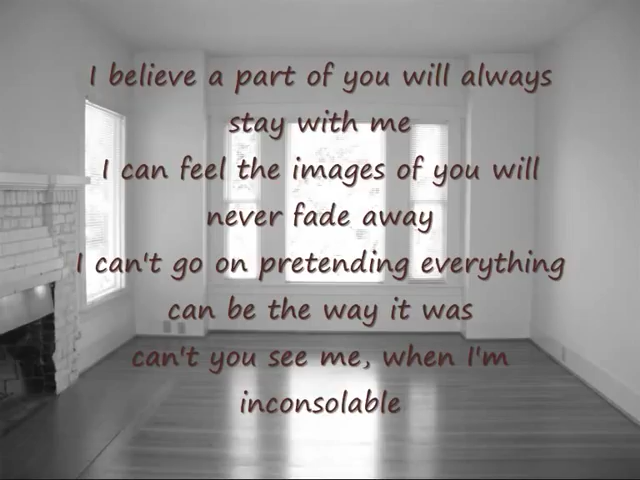 I believe a part of you will always
stay with me
I can feel the images of you will
never fade away
I can't go on pretending everything
can be the way it was
can't you see me, when I'm
inconsolable